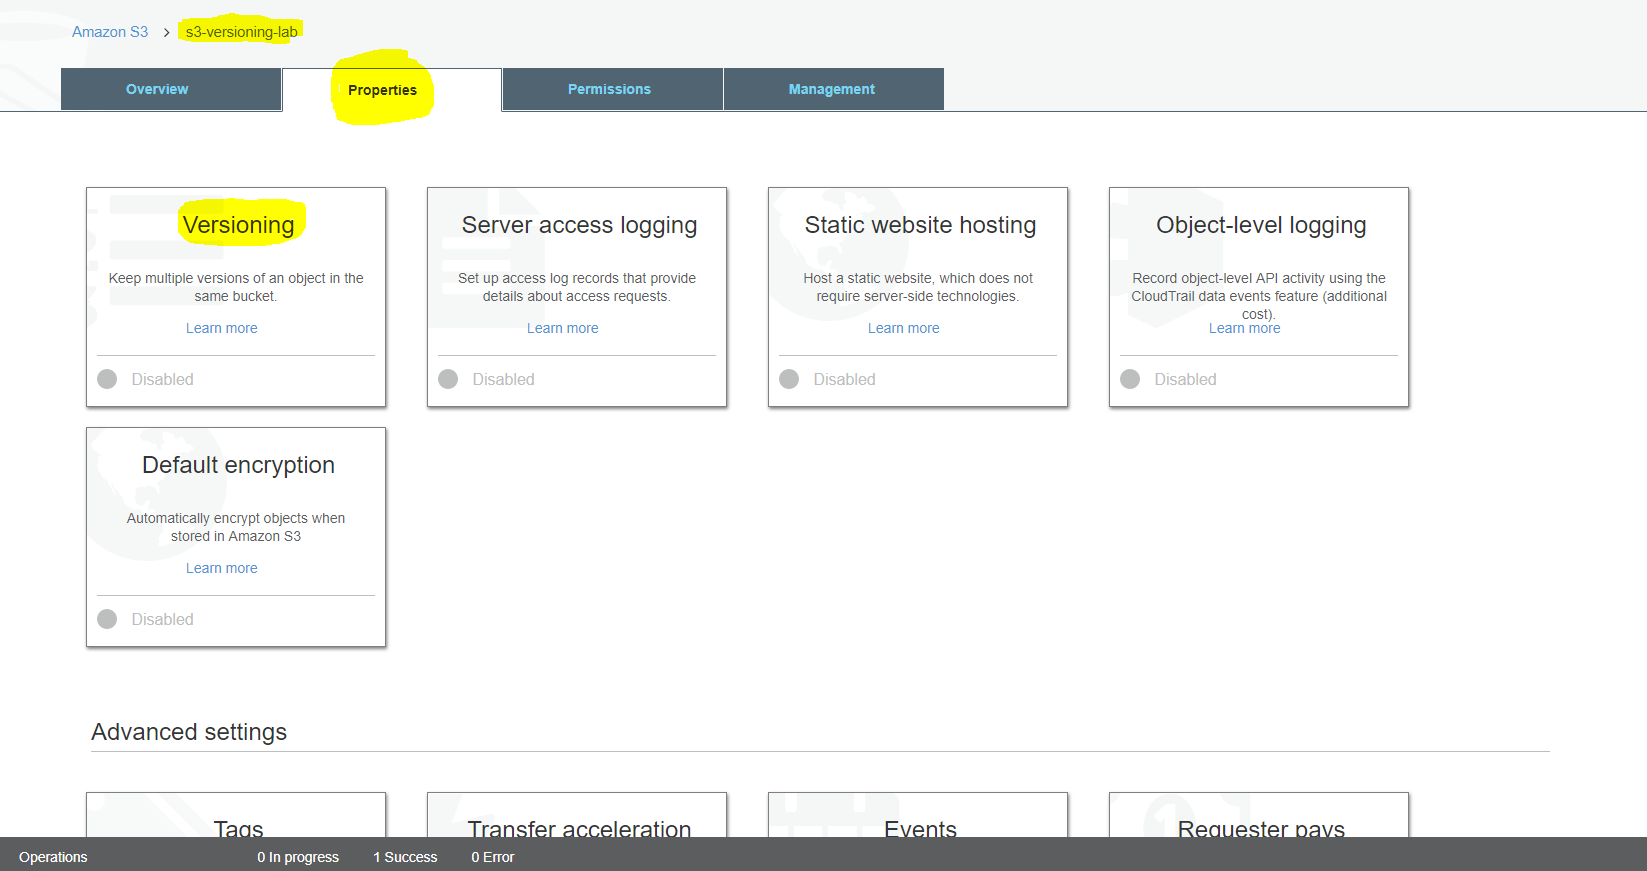 Amazon S3 > s3-versioning-lab
Overview
Properties
Permissions
Management
Versioning
Keep multiple versions of an object in the
same bucket.
Learn more
Disabled
Server access logging
Set up access log records that provide
details about access requests.
Learn more
Disabled
Static website hosting
Host a static website, which does not
require server-side technologies.
Learn more
Disabled
Object-level logging
Record object-level API activity using the
CloudTrail data events feature (additional
cost).
Learn more
Disabled
Default encryption
Automatically encrypt objects when
stored in Amazon S3
Learn more
Disabled
Advanced settings
Tags
Transfer acceleration
Events
Requester pays
Operations
0 In progress
1 Success
0 Error